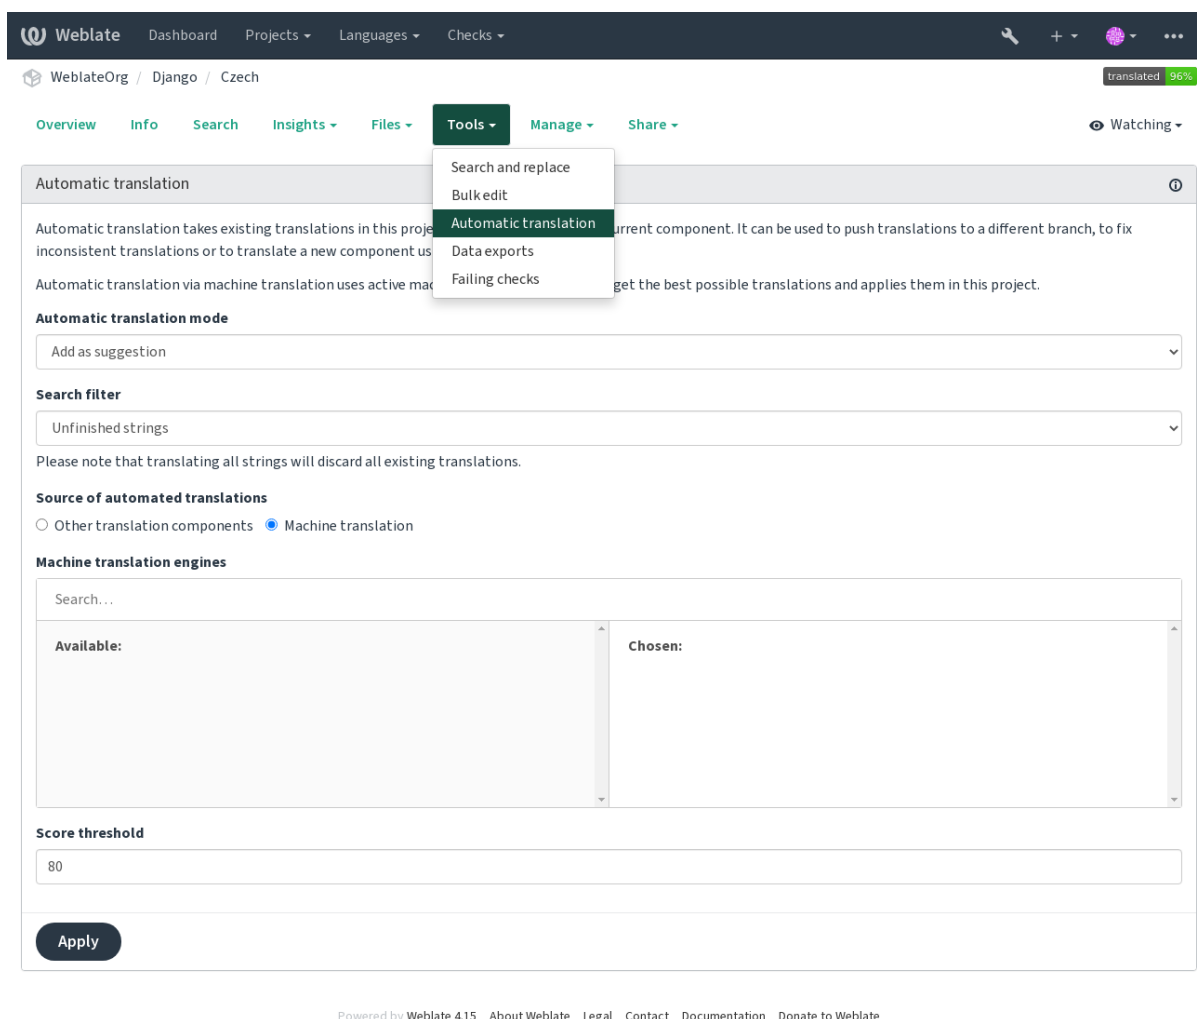 Weblate Dashboard Projects Languages Checks
WeblateOrg / Django / Czech translated 96%
Overview Info Search Insights Files Tools Manage Share Watching
Search and replace
Bulk edit
Automatic translation
Data exports
Failing checks
Automatic translation
Automatic translation takes existing translations in this proje urrent component. It can be used to push translations to a different branch, to fix
inconsistent translations or to translate a new component us
Automatic translation via machine translation uses active mac get the best possible translations and applies them in this project.
Automatic translation mode
Add as suggestion
Search filter
Unfinished strings
Please note that translating all strings will discard all existing translations.
Source of automated translations
Other translation components Machine translation
Machine translation engines
Search…
Available: Chosen:
Score threshold
80
Apply
Powered by Weblate 4.15 About Weblate Legal Contact Documentation Donate to Weblate